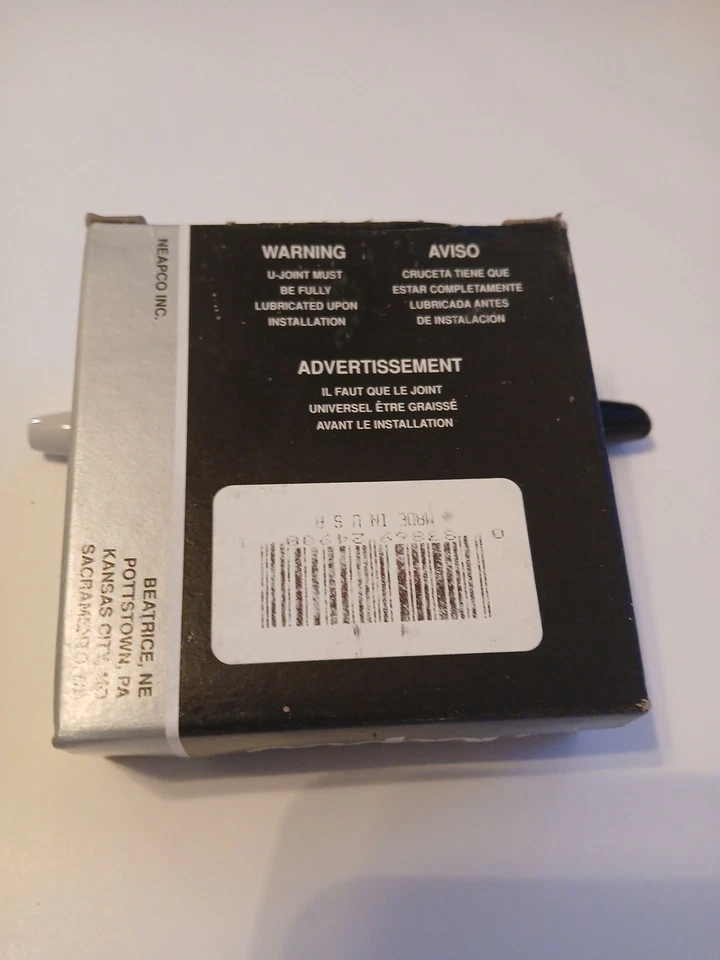 NEAPCO INC.
WARNING
U-JOINT MUST
BE FULLY
LUBRICATED UPON
INSTALLATION
AVISO
CRUCETA TIENE QUE
ESTAR COMPLETAMENTE
LUBRICADA ANTES
DE INSTALACIÓN
ADVERTISSEMENT
IL FAUT QUE LE JOINT
UNIVERSEL ÊTRE GRAISSÉ
AVANT LE INSTALLATION
MADE IN U S A
BEATRICE, NE
POTTSTOWN, PA
KANSAS CITY, MO
SACRAMENTO